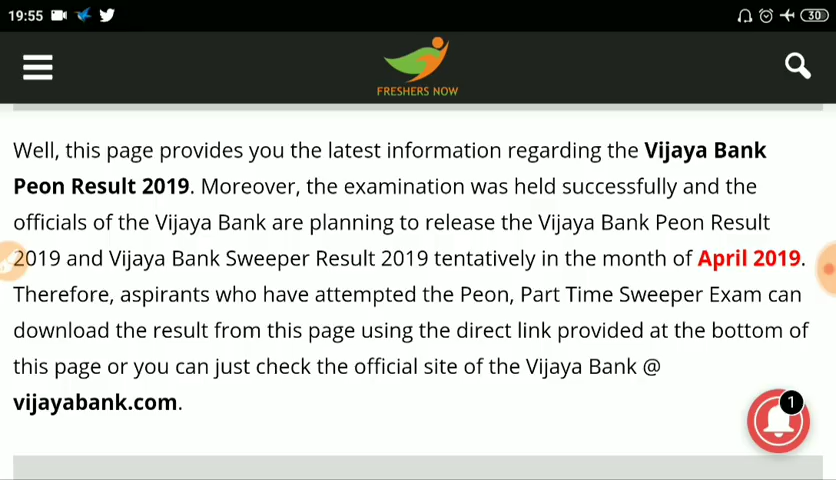 19:55
30
FRESHERS NOW
Well, this page provides you the latest information regarding the Vijaya Bank
Peon Result 2019. Moreover, the examination was held successfully and the
officials of the Vijaya Bank are planning to release the Vijaya Bank Peon Result
2019 and Vijaya Bank Sweeper Result 2019 tentatively in the month of April 2019.
Therefore, aspirants who have attempted the Peon, Part Time Sweeper Exam can
download the result from this page using the direct link provided at the bottom of
this page or you can just check the official site of the Vijaya Bank @
vijayabank.com.
1